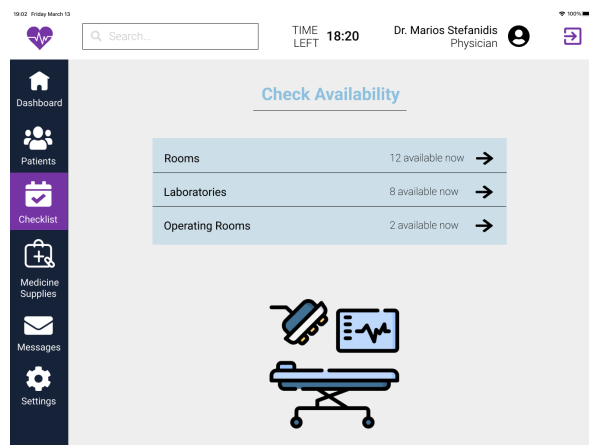 19:02 Friday March 13
100%
Search...
TIME
LEFT
18:20
Dr. Marios Stefanidis
Physician
Dashboard
Patients
Checklist
Medicine
Supplies
Messages
Settings
Check Availability
Rooms 12 available now
Laboratories 8 available now
Operating Rooms 2 available now